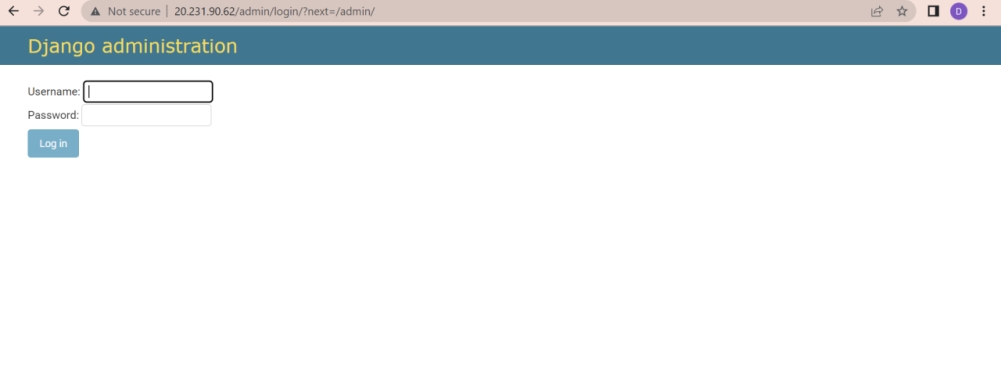 Not secure | 20.231.90.62/admin/login/?next=/admin/
D
Django administration
Username:
Password:
Log in